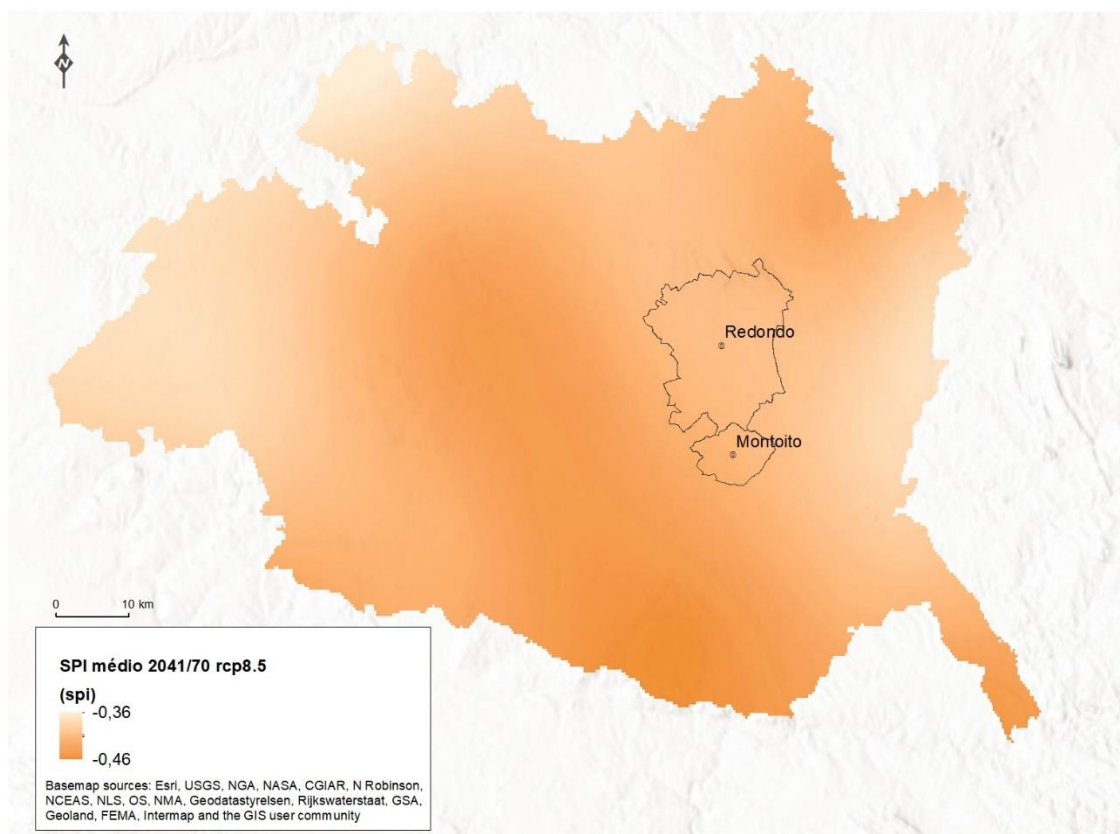 N
Redondo
Montoito
0 10 km
SPI médio 2041/70 rcp8.5
(spi)
-0,36
-0,46
Basemap sources: Esri, USGS, NGA, NASA, CGIAR, N Robinson,
NCEAS, NLS, OS, NMA, Geodatastyrelsen, Rijkswaterstaat, GSA,
Geoland, FEMA, Intermap and the GIS user community